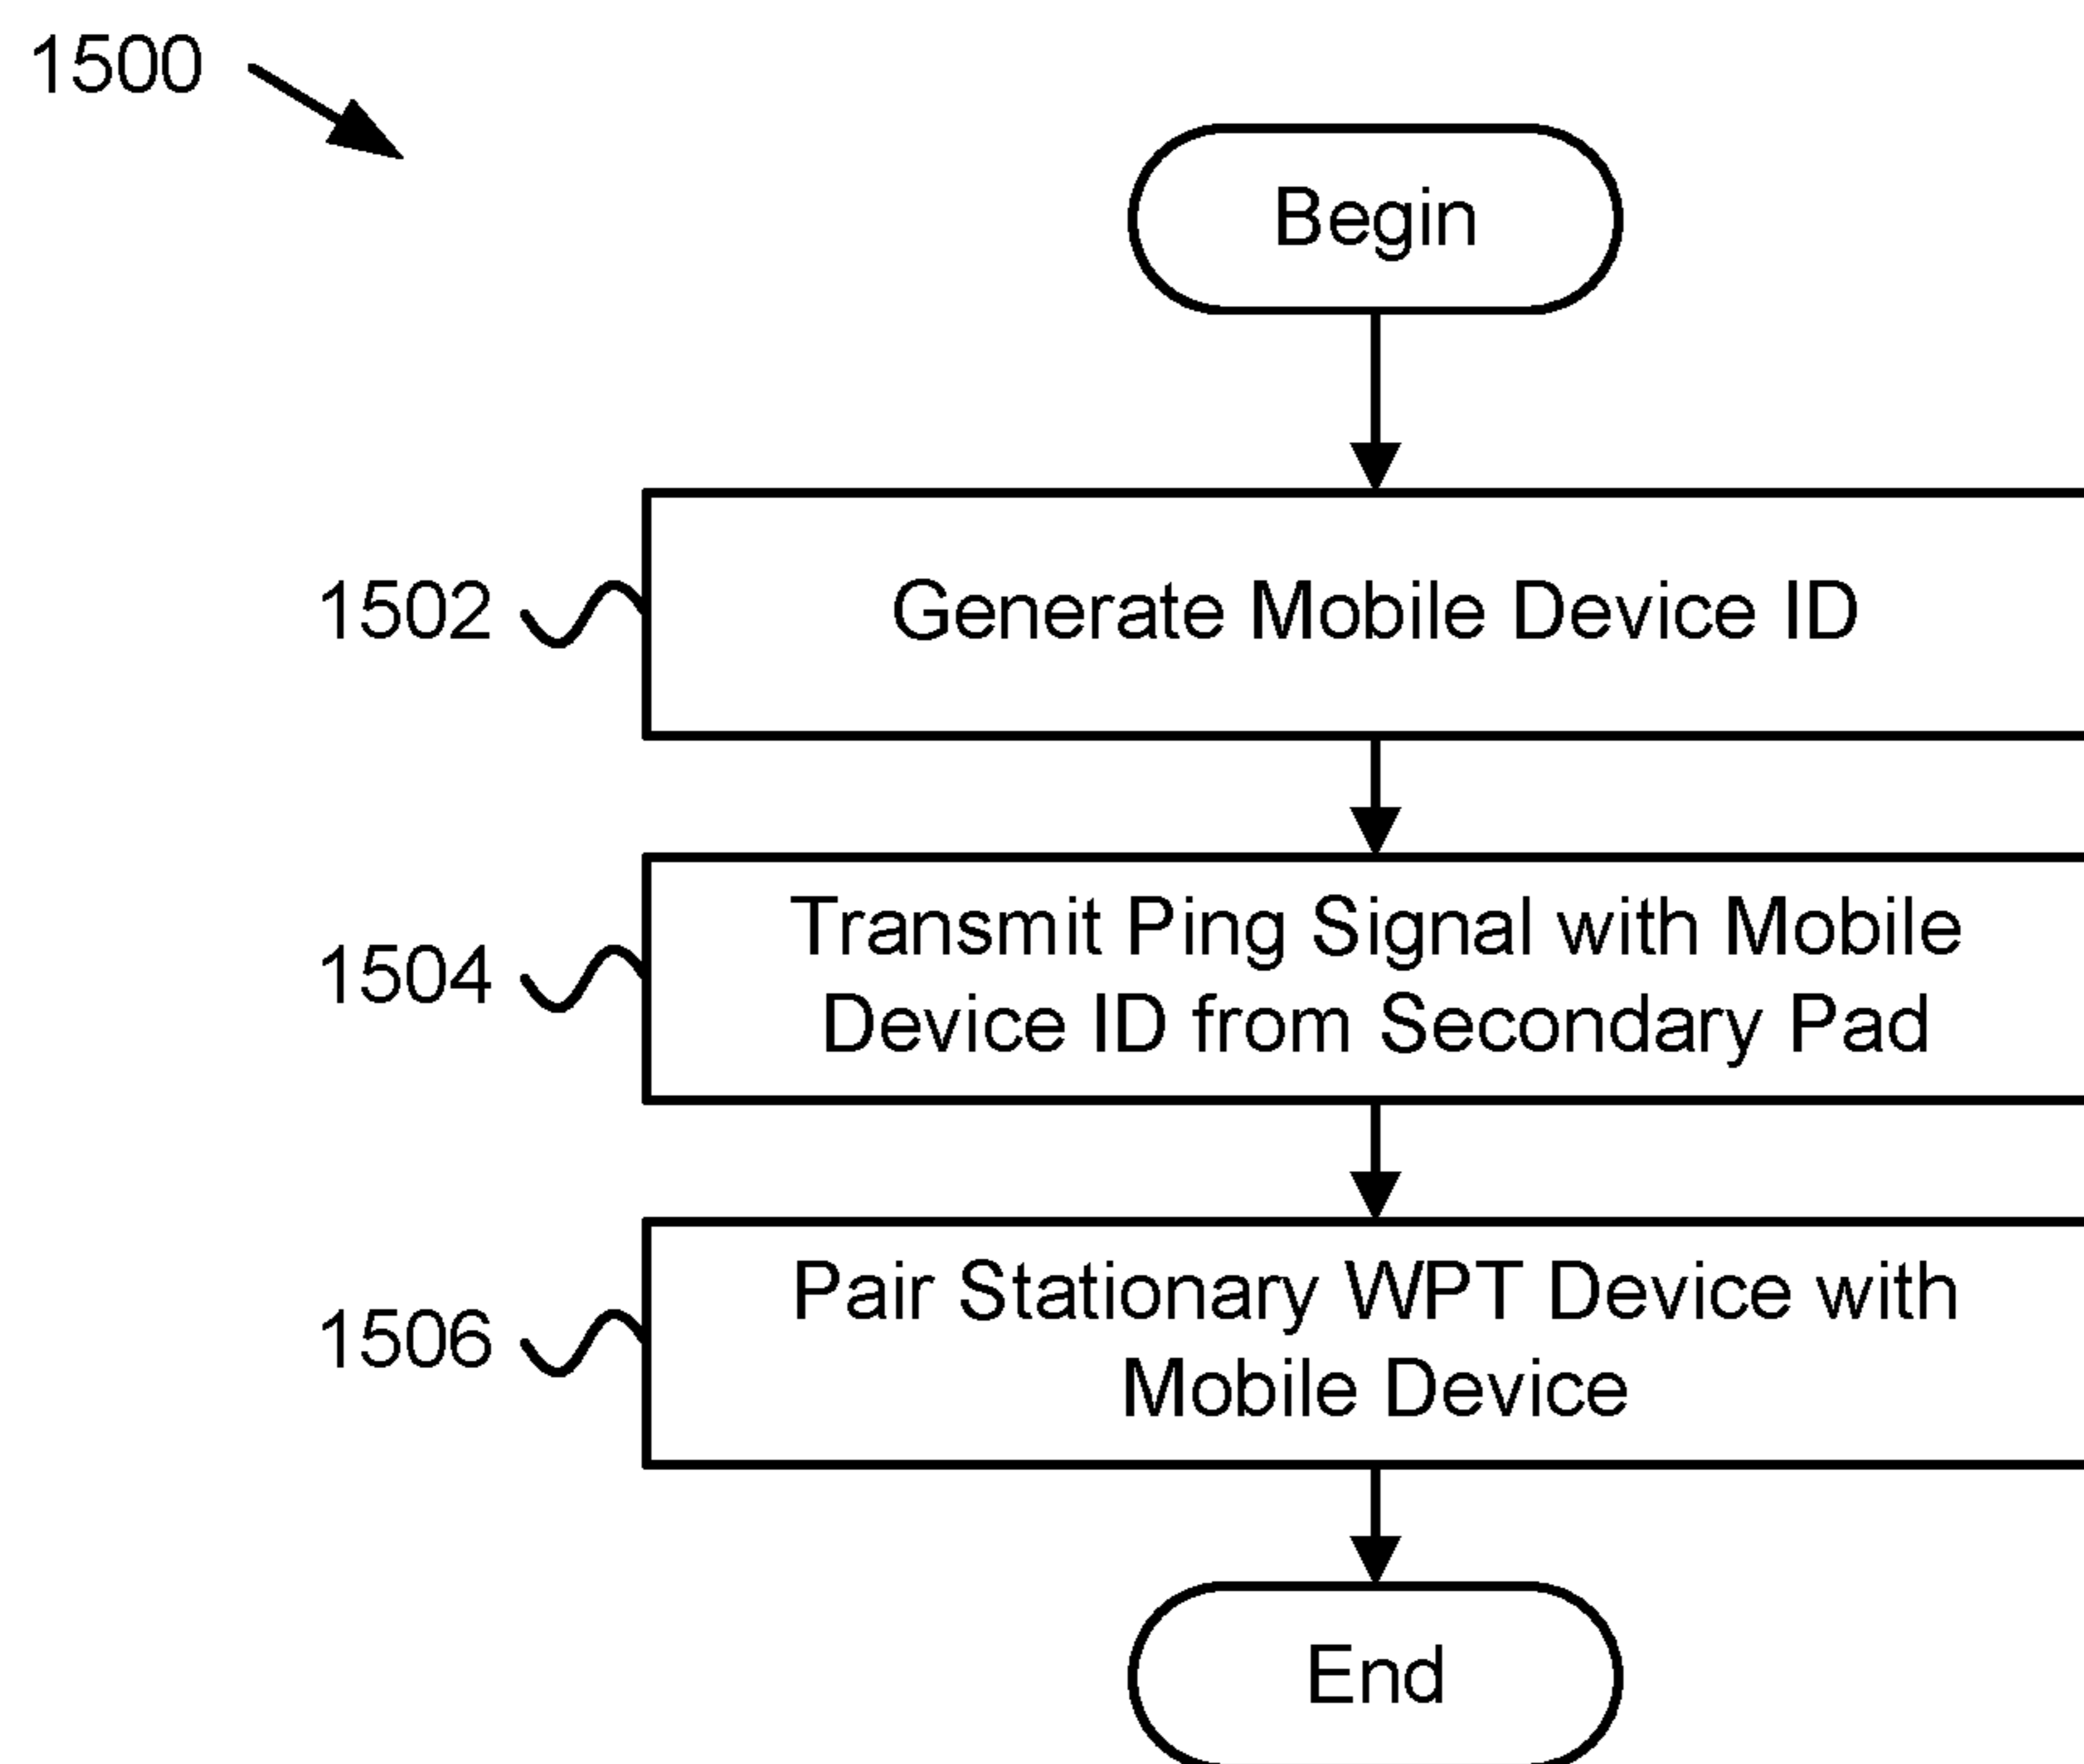 1500
Begin
1502
Generate Mobile Device ID
1504
Transmit Ping Signal with Mobile
Device ID from Secondary Pad
1506
Pair Stationary WPT Device with
Mobile Device
End